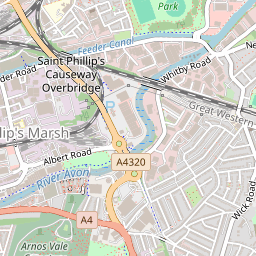 Park
Feeder Canal
Ne
Saint Phillip's
Causeway
Overbridge
Whitby Road
der Road
Great Western
lip's Marsh
Albert Road
A4320
River Avon
Wick Road
A4
Arnos Vale